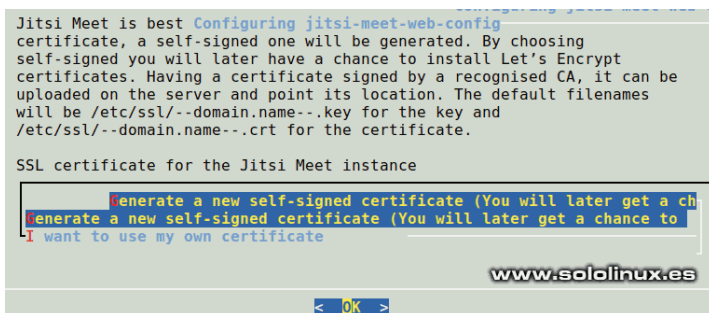 Jitsi Meet is best Configuring jitsi-meet-web-config
certificate, a self-signed one will be generated. By choosing
self-signed you will later have a chance to install Let's Encrypt
certificates. Having a certificate signed by a recognised CA, it can be
uploaded on the server and point its location. The default filenames
will be /etc/ssl/--domain.name--.key for the key and
/etc/ssl/--domain.name--.crt for the certificate.
SSL certificate for the Jitsi Meet instance
Generate a new self-signed certificate (You will later get a ch
Generate a new self-signed certificate (You will later get a chance to
I want to use my own certificate
www.sololinux.es
< OK >